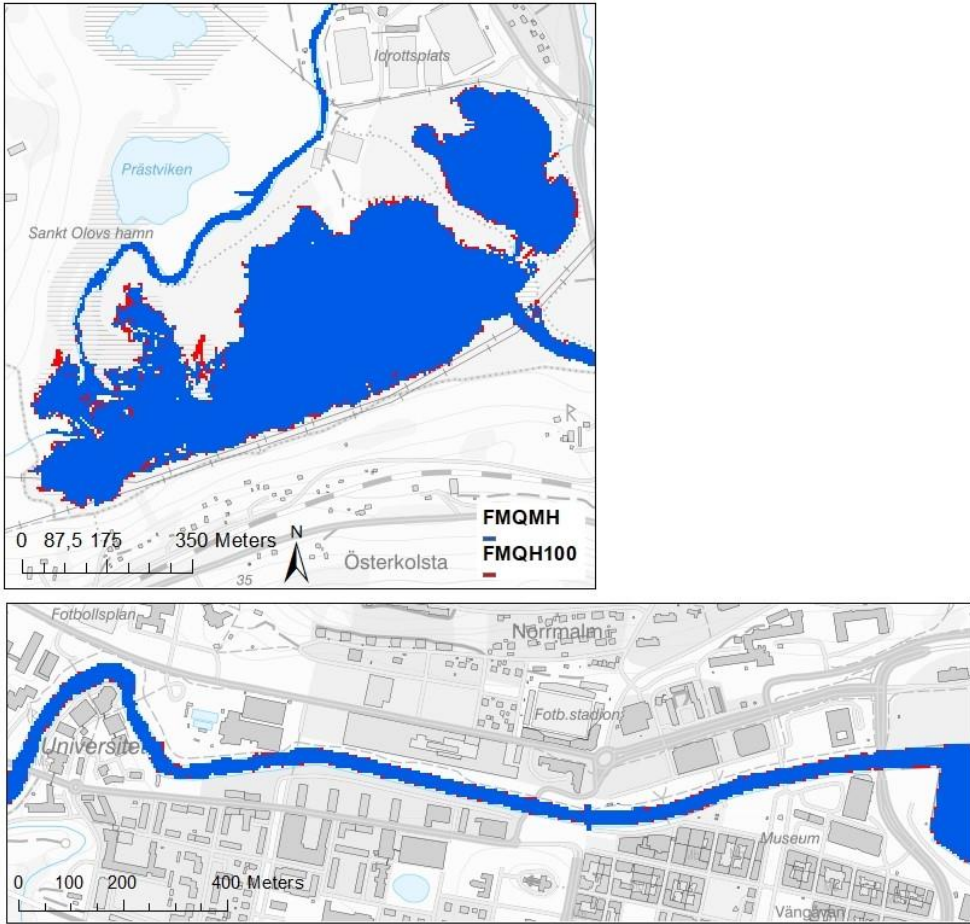 Idrottsplats
Prästviken
Sankt Olovs hamn
R
FMQMH
0 87,5 175 350 Meters
N
FMQH100
Österkolsta
35
Fotbollsplan
Norrmalm
Fotb.stadion
Universitet
Museum
0 100 200 400 Meters
Vängåvan